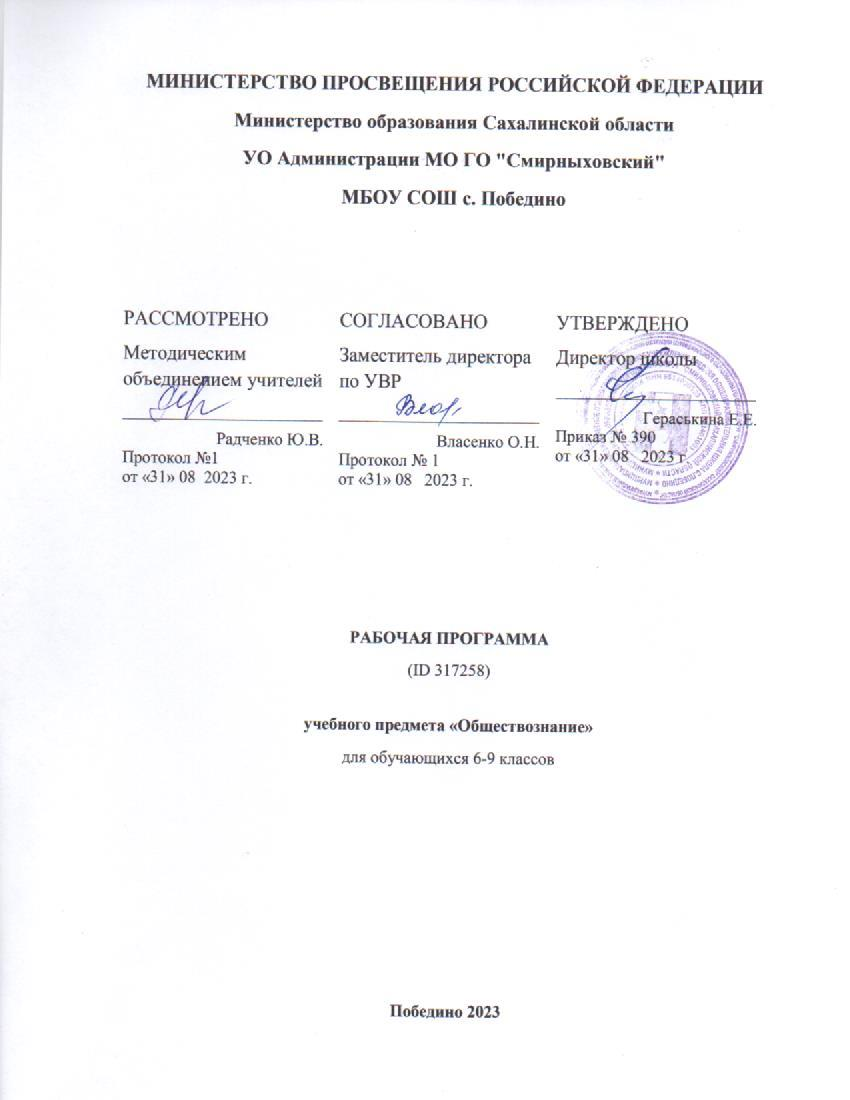 МИНИСТЕРСТВО ПРОСВЕЩЕНИЯ РОССИЙСКОЙ ФЕДЕРАЦИИ
Министерство образования Сахалинской области
УО Администрации МО ГО "Смирныховский"
МБОУ СОШ с. Победино
РАССМОТРЕНО
Методическим
объединением учителей
Радченко Ю.В.
Протокол №1
от «31» 08 2023 г.
СОГЛАСОВАНО
Заместитель директора
по УВР
Власенко О.Н.
Протокол № 1
от «31» 08 2023 г.
УТВЕРЖДЕНО
Директор школы
Гераськина Е.Е.
Приказ № 390
от «31» 08 2023 г
РАБОЧАЯ ПРОГРАММА
(ID 317258)
учебного предмета «Обществознание»
для обучающихся 6-9 классов
Победино 2023